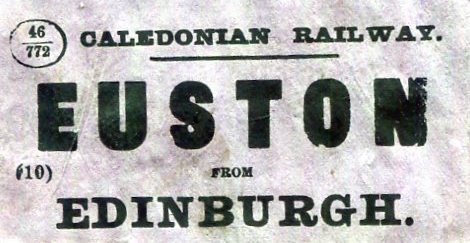 46
772
CALEDONIAN RAILWAY.
EUSTON
(10) FROM
EDINBURGH.